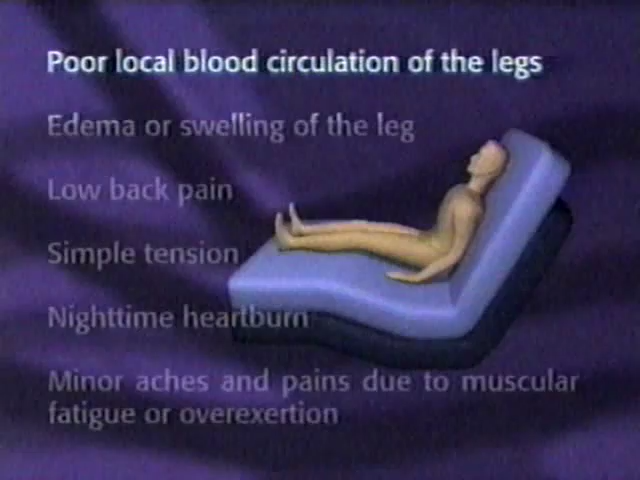 Poor local blood circulation of the legs
Edema or swelling of the leg
Low back pain
Simple tension
Nighttime heartburn
Minor aches and pains due to muscular
fatigue or overexertion